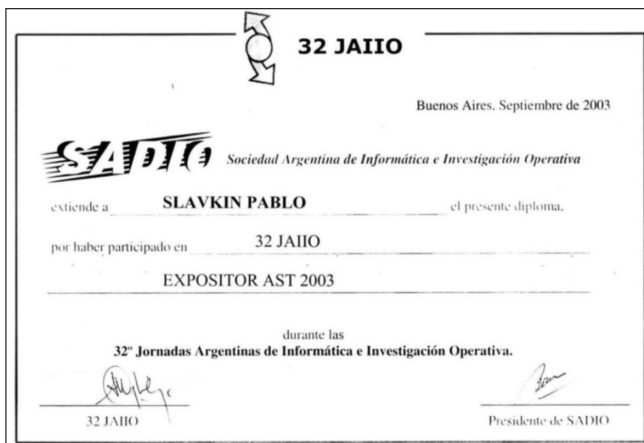 32 JAIIO
Buenos Aires. Septiembre de 2003
SADIO Sociedad Argentina de Informática e Investigación Operativa
extiende a SLAVKIN PABLO el presente diploma.
por haber participado en 32 JAIIO
EXPOSITOR AST 2003
durante las
32º Jornadas Argentinas de Informática e Investigación Operativa.
32 JAIIO Presidente de SADIO